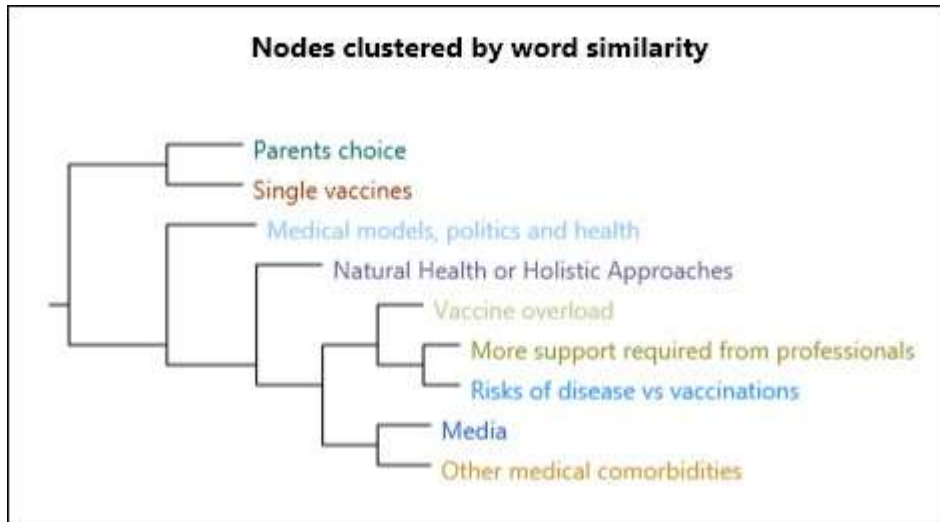 Nodes clustered by word similarity
Parents choice
Single vaccines
Medical models, politics and health
Natural Health or Holistic Approaches
Vaccine overload
More support required from professionals
Risks of disease vs vaccinations
Media
Other medical comorbidities